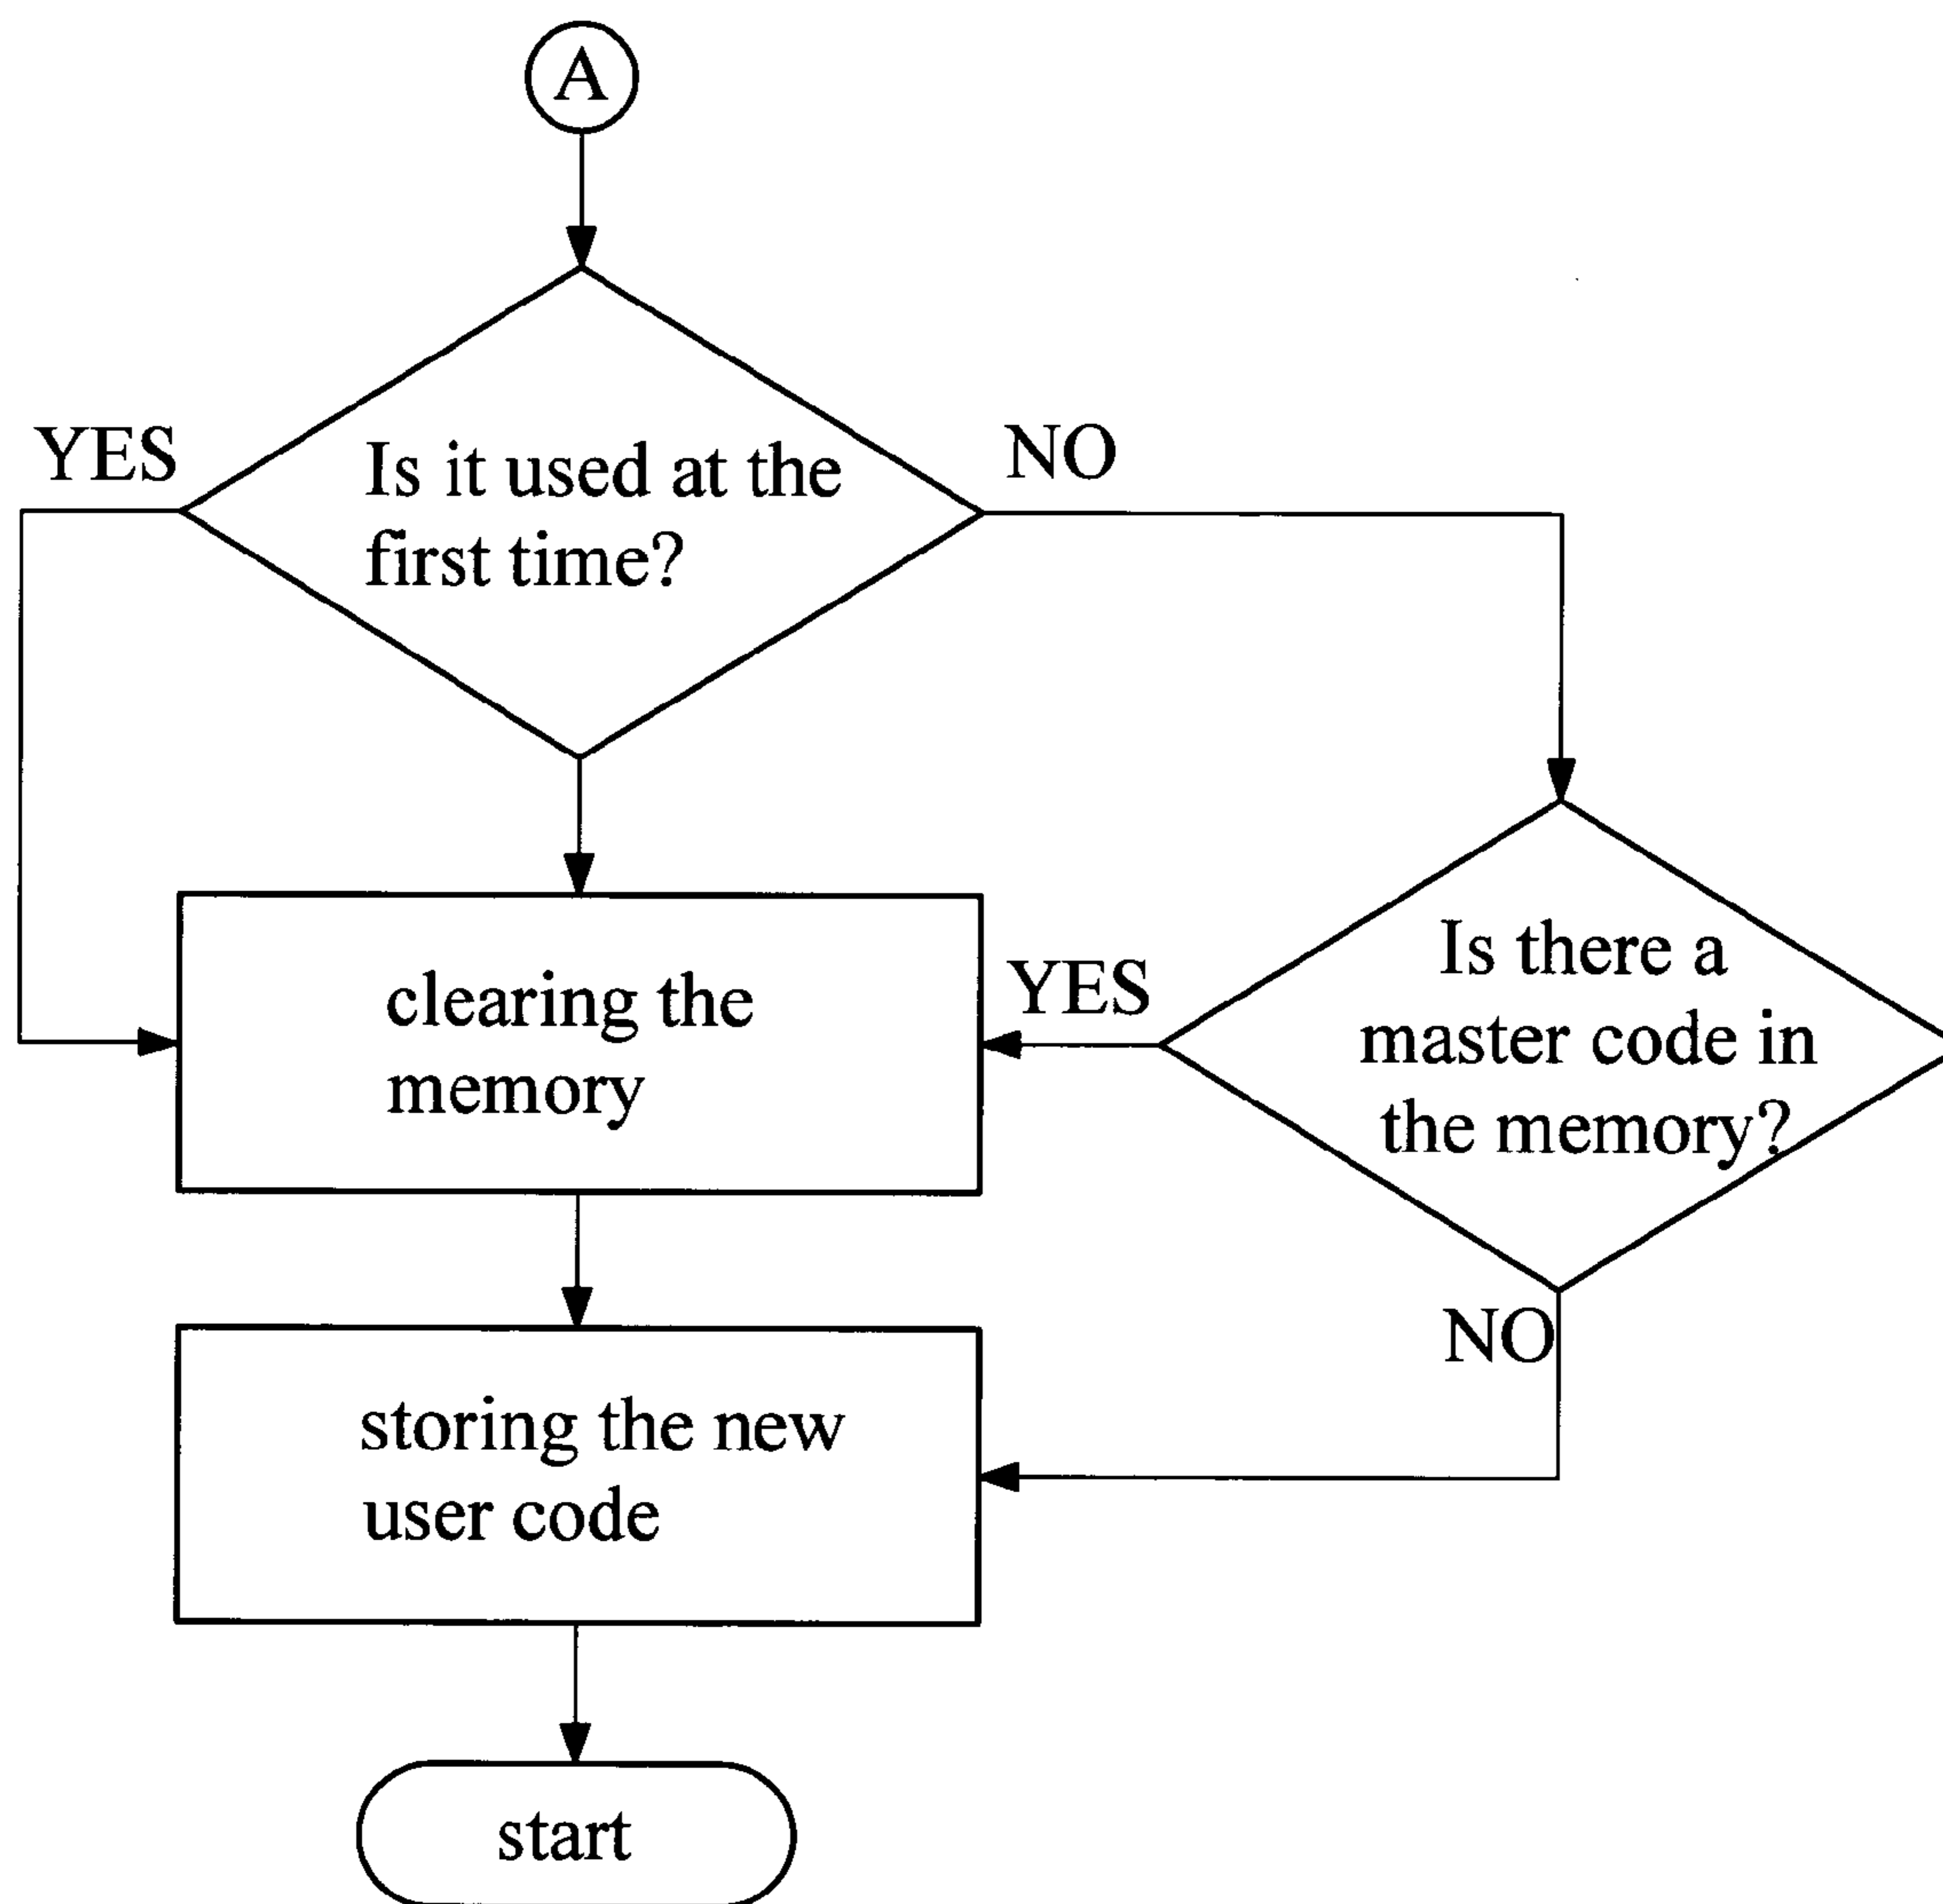 A
YES
Is it used at the
first time?
NO
clearing the
memory
YES
Is there a
master code in
the memory?
NO
storing the new
user code
start